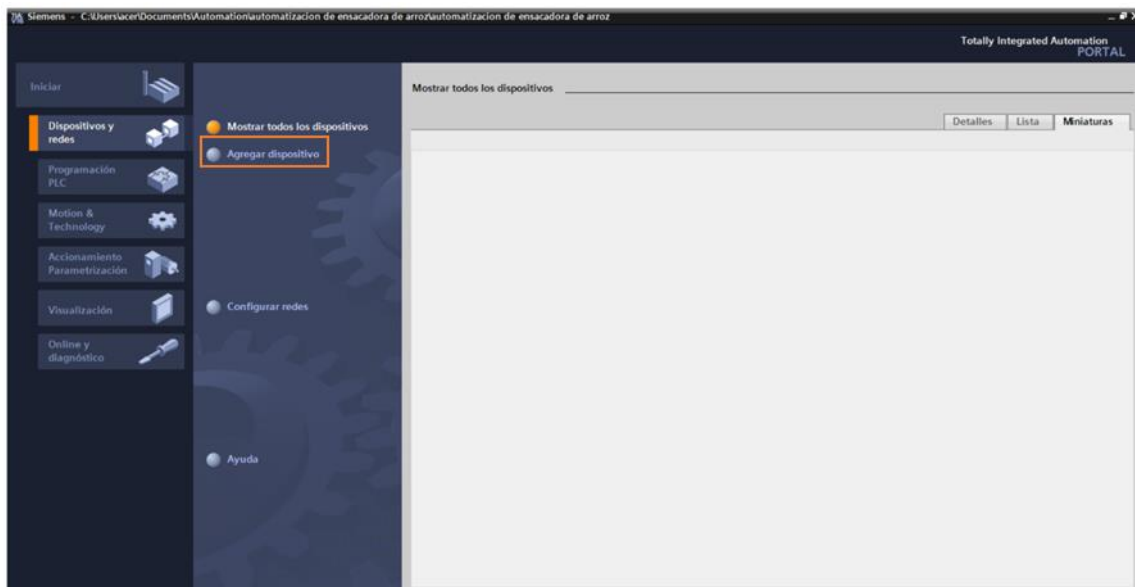 Siemens - C:\Users\acer\Documents\Automation\automatizacion de ensacadora de arroz\automatizacion de ensacadora de arroz
Totally Integrated Automation
PORTAL
Iniciar
Dispositivos y
redes
Programación
PLC
Motion &
Technology
Accionamiento
Parametrización
Visualización
Online y
diagnóstico
Mostrar todos los dispositivos
Agregar dispositivo
Configurar redes
Ayuda
Mostrar todos los dispositivos
Detalles Lista Miniaturas